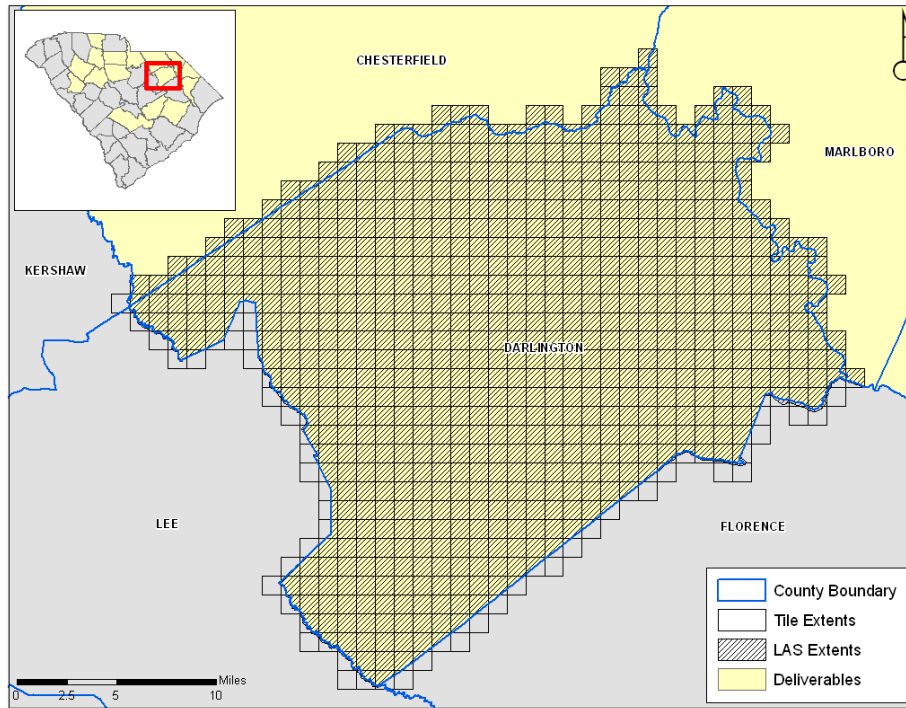 CHESTERFIELD
MARLBORO
KERSHAW
DARLINGTON
LEE
FLORENCE
County Boundary
Tile Extents
LAS Extents
Deliverables
Miles
0 2.5 5 10